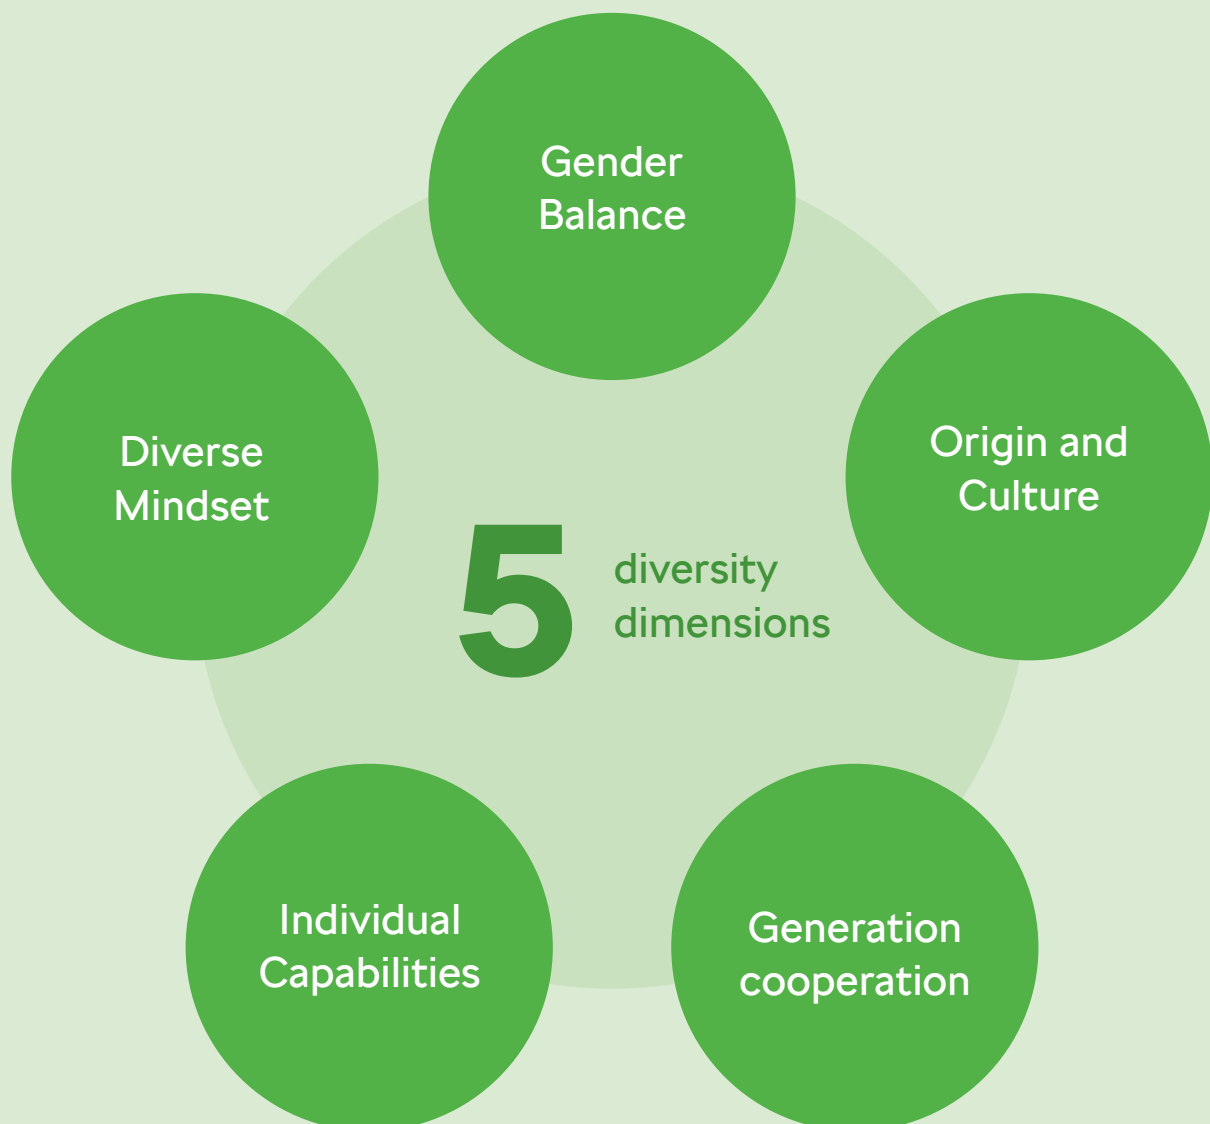 Gender
Balance
Origin and
Culture
Diverse
Mindset
5
diversity
dimensions
Individual
Capabilities
Generation
cooperation